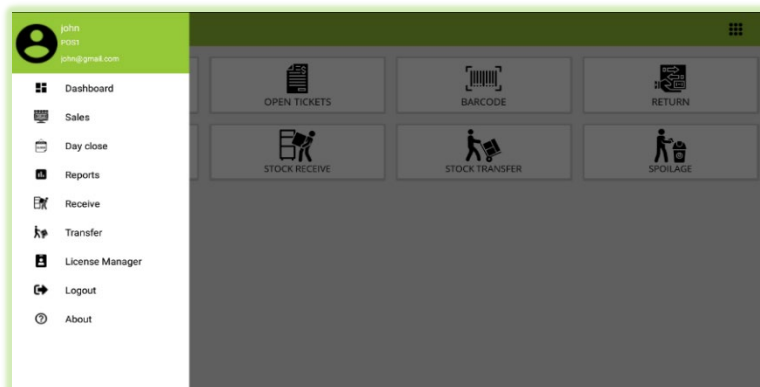 john
POS1
john@gmail.com
Dashboard
Sales
Day close
Reports
Receive
Transfer
License Manager
Logout
About
OPEN TICKETS
BARCODE
RETURN
STOCK RECEIVE
STOCK TRANSFER
SPOILAGE